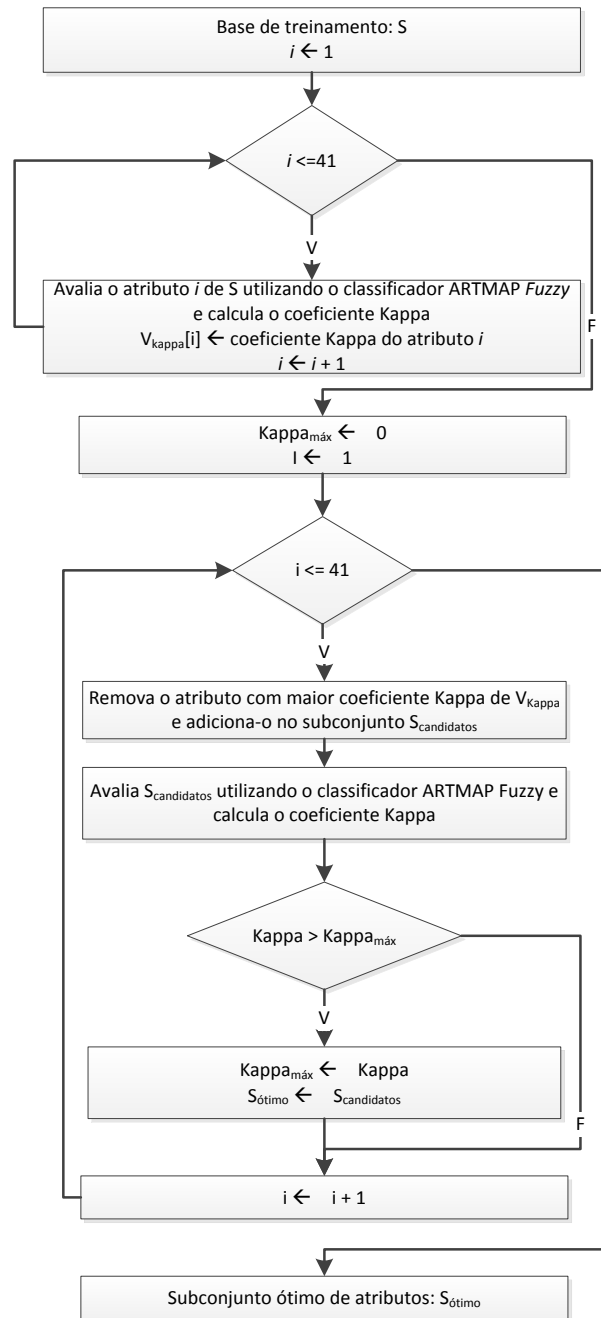 Base de treinamento: S
i ← 1
i <=41
V
Avalia o atributo i de S utilizando o classificador ARTMAP Fuzzy
e calcula o coeficiente Kappa
Vkappa[i] ← coeficiente Kappa do atributo i
i ← i + 1
F
Kappamáx ← 0
I ← 1
i <= 41
V
Remova o atributo com maior coeficiente Kappa de VKappa
e adiciona-o no subconjunto Scandidatos
Avalia Scandidatos utilizando o classificador ARTMAP Fuzzy e
calcula o coeficiente Kappa
Kappa > Kappamáx
V
Kappamáx ← Kappa
Sótimo ← Scandidatos
F
i ← i + 1
Subconjunto ótimo de atributos: Sótimo